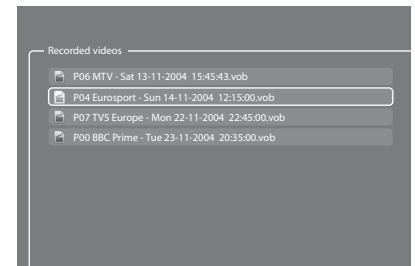 Recorded videos
P06 MTV - Sat 13-11-2004 15:45:43.vob
P04 Eurosport - Sun 14-11-2004 12:15:00.vob
P07 TV5 Europe - Mon 22-11-2004 22:45:00.vob
P00 BBC Prime - Tue 23-11-2004 20:35:00.vob